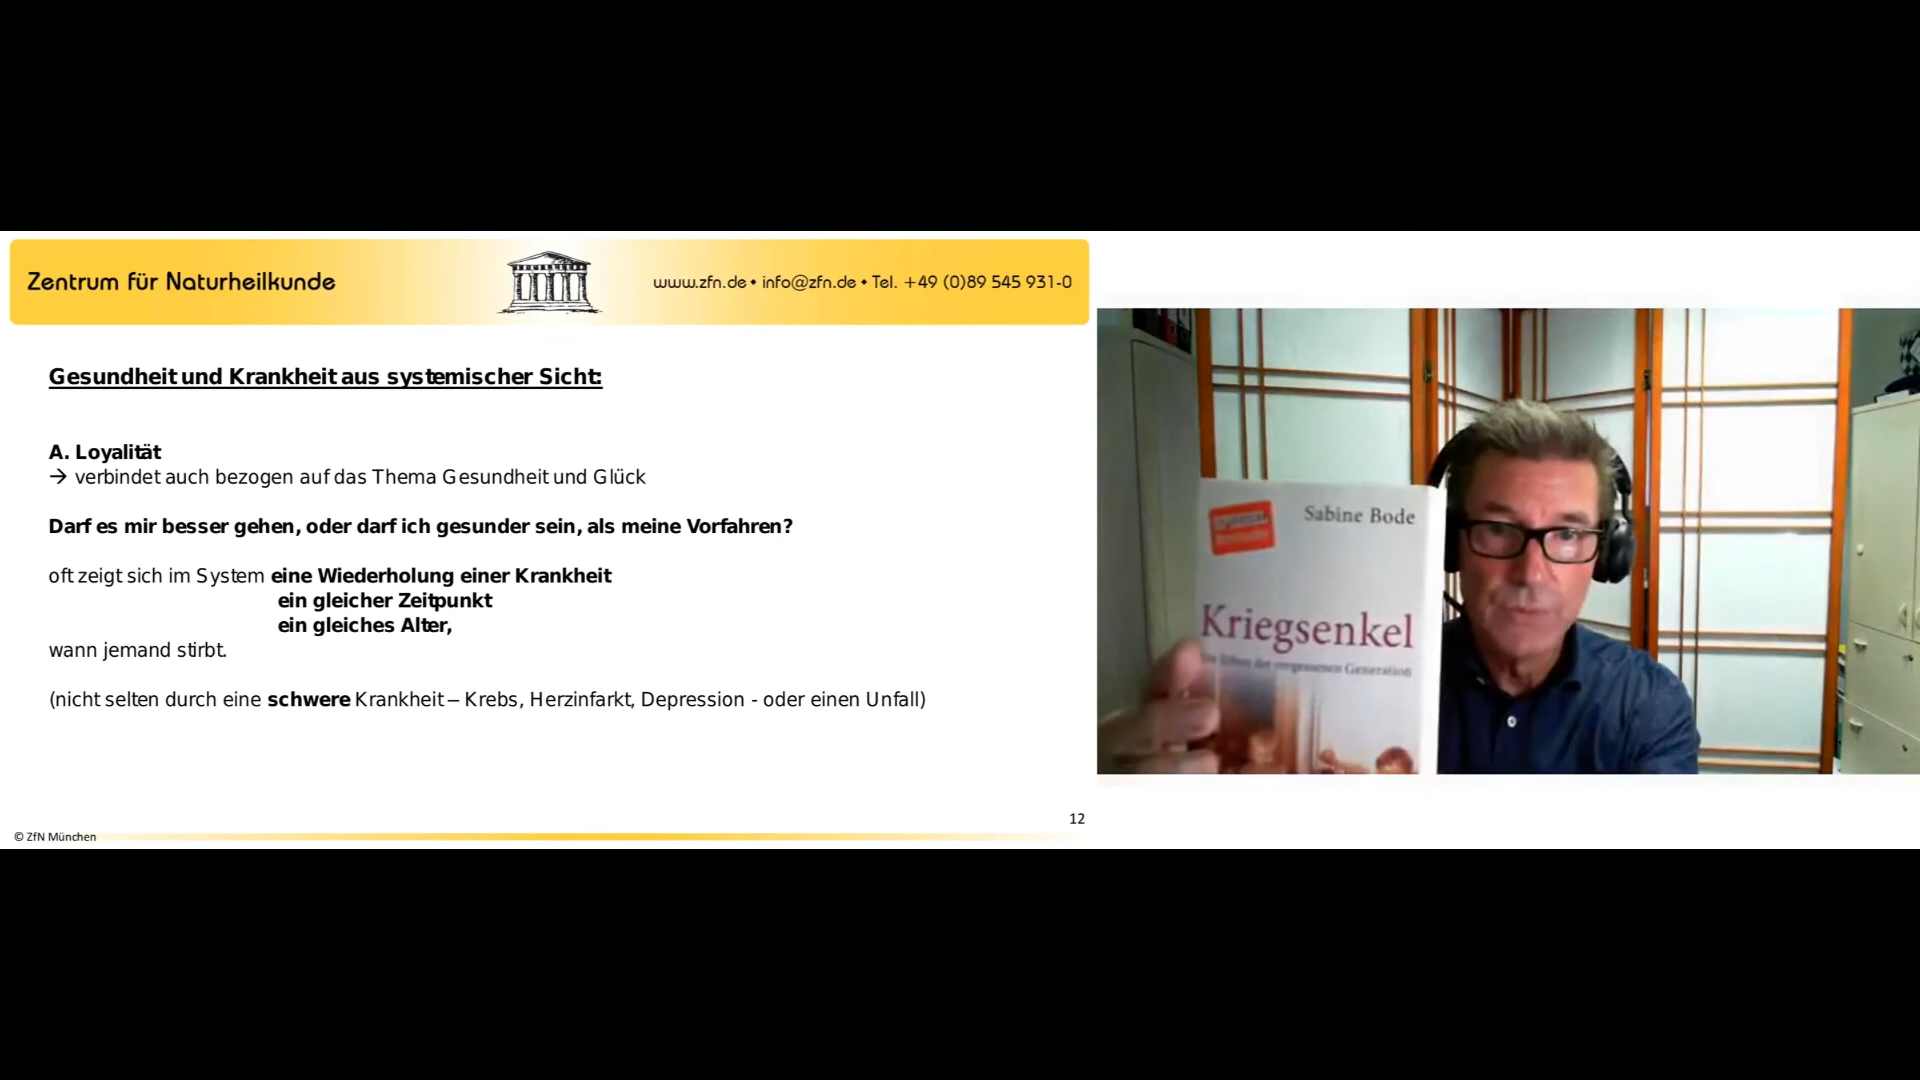 Zentrum für Naturheilkunde
www.zfn.de • info@zfn.de • Tel. +49 (0)89 545 931-0
Gesundheit und Krankheit aus systemischer Sicht:
A. Loyalität
→ verbindet auch bezogen auf das Thema Gesundheit und Glück
Darf es mir besser gehen, oder darf ich gesunder sein, als meine Vorfahren?
oft zeigt sich im System eine Wiederholung einer Krankheit
ein gleicher Zeitpunkt
ein gleiches Alter,
wann jemand stirbt.
(nicht selten durch eine schwere Krankheit – Krebs, Herzinfarkt, Depression - oder einen Unfall)
12
© ZfN München
Sabine Bode
Kriegsenkel
Erben der vergessenen Generation